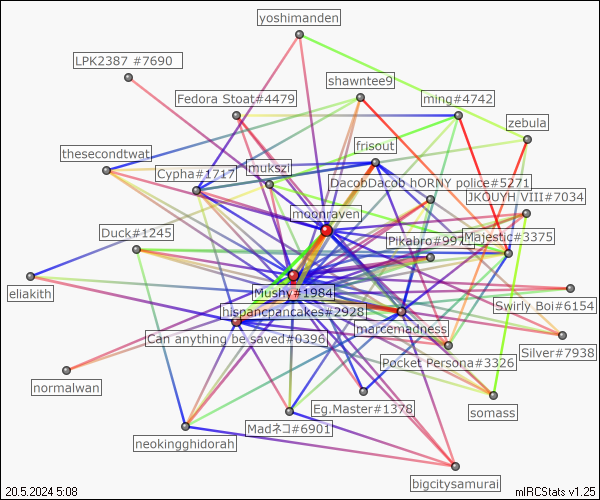 yoshimanden
LPK2387 #7690
shawntee9
Fedora Stoat#4479
ming#4742
zebula
frisout
thesecondtwat
Cypha#1717
mukszi
DacobDacob hORNY police#5271
JKOUYH VIII#7034
moonraven
Duck#1245
Pikabro#997
Majestic#3375
eliakith
Mushy#1984
Swirly Boi#6154
hispancpancakes#2928
marcemadness
Can anything be saved#0396
Silver#7938
Pocket Persona#3326
normalwan
Eg.Master#1378
somass
Madネコ#6901
neokingghidorah
bigcitysamurai
20.5.2024 5:08
mIRCStats v1.25